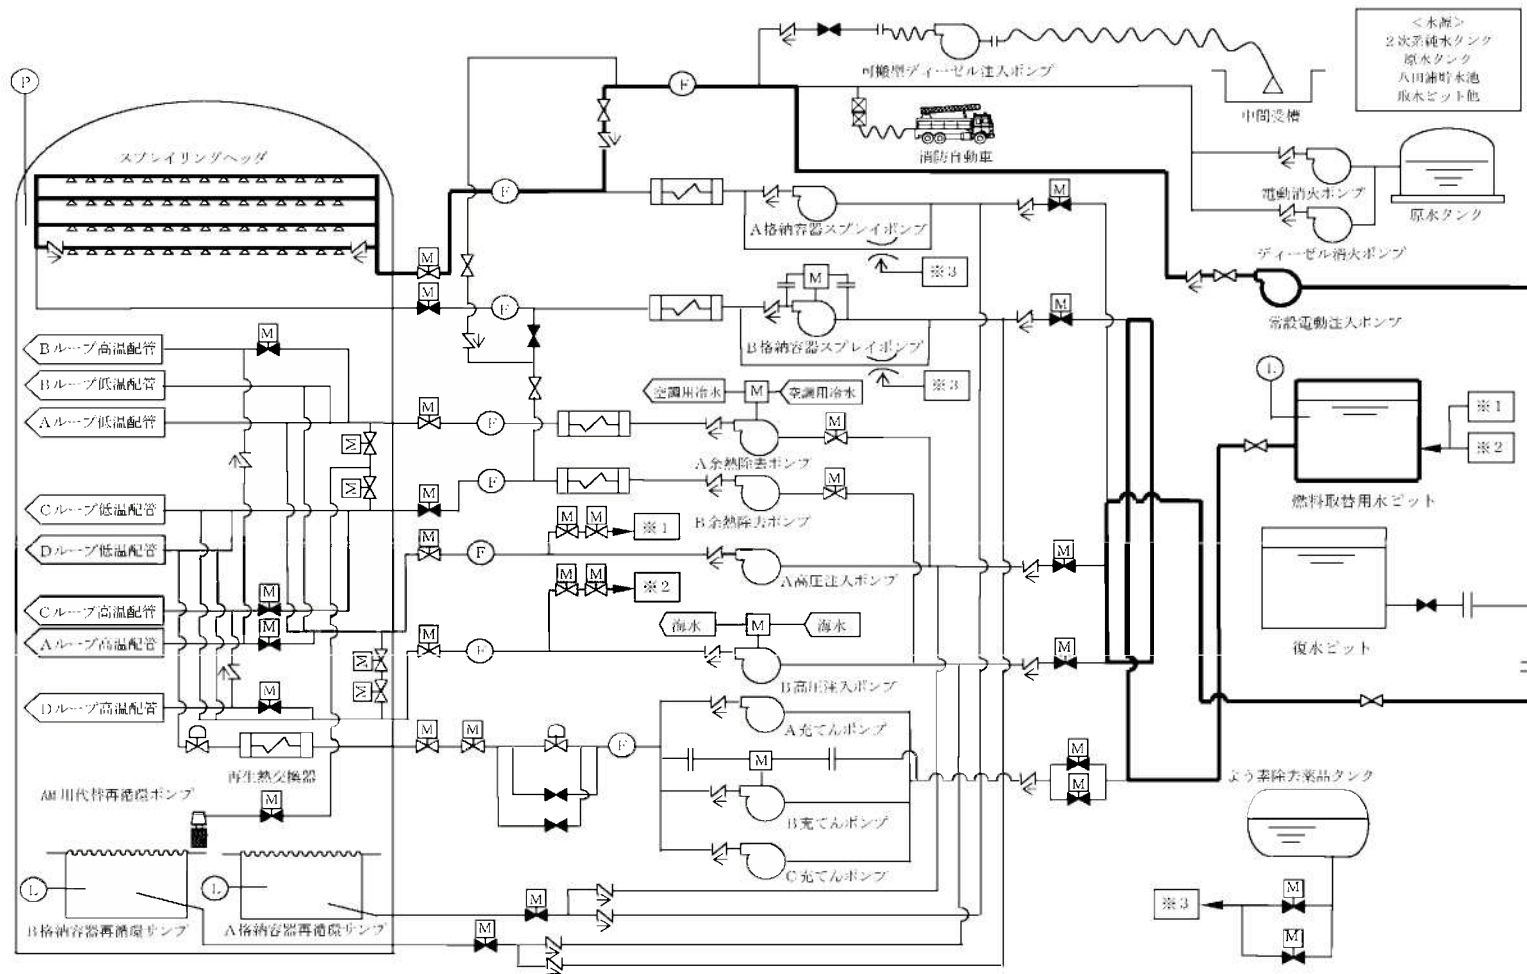 <水源>
2次系純水タンク
原水タンク
八田浦貯水池
取水ピット他
P
F
可搬型ディーゼル注入ポンプ
中間受槽
消防自動車
スプレイリングヘッダ
F
M
電動消火ポンプ
原水タンク
A格納容器スプレイポンプ
ディーゼル消火ポンプ
M
※3
M
M
F
M
常設電動注入ポンプ
Bループ高温配管
M
B格納容器スプレイポンプ
※3
L
Bループ低温配管
空調用冷水
M
空調用冷水
※1
Aループ低温配管
M
F
M
※2
M
A余熱除去ポンプ
M
M
F
M
燃料取替用水ピット
Cループ低温配管
M
B余熱除去ポンプ
M
M
※1
Dループ低温配管
M
F
M
A高圧注入ポンプ
M
M
※2
Cループ高温配管
M
海水
M
海水
Aループ高温配管
M
M
F
M
復水ピット
M
M
B高圧注入ポンプ
Dループ高温配管
M
A充てんポンプ
M
M
F
M
M
再生熱交換器
よう素除去薬品タンク
AM用代替再循環ポンプ
M
M
B充てんポンプ
C充てんポンプ
L
L
M
M
※3
B格納容器再循環サンプ
A格納容器再循環サンプ
M
M